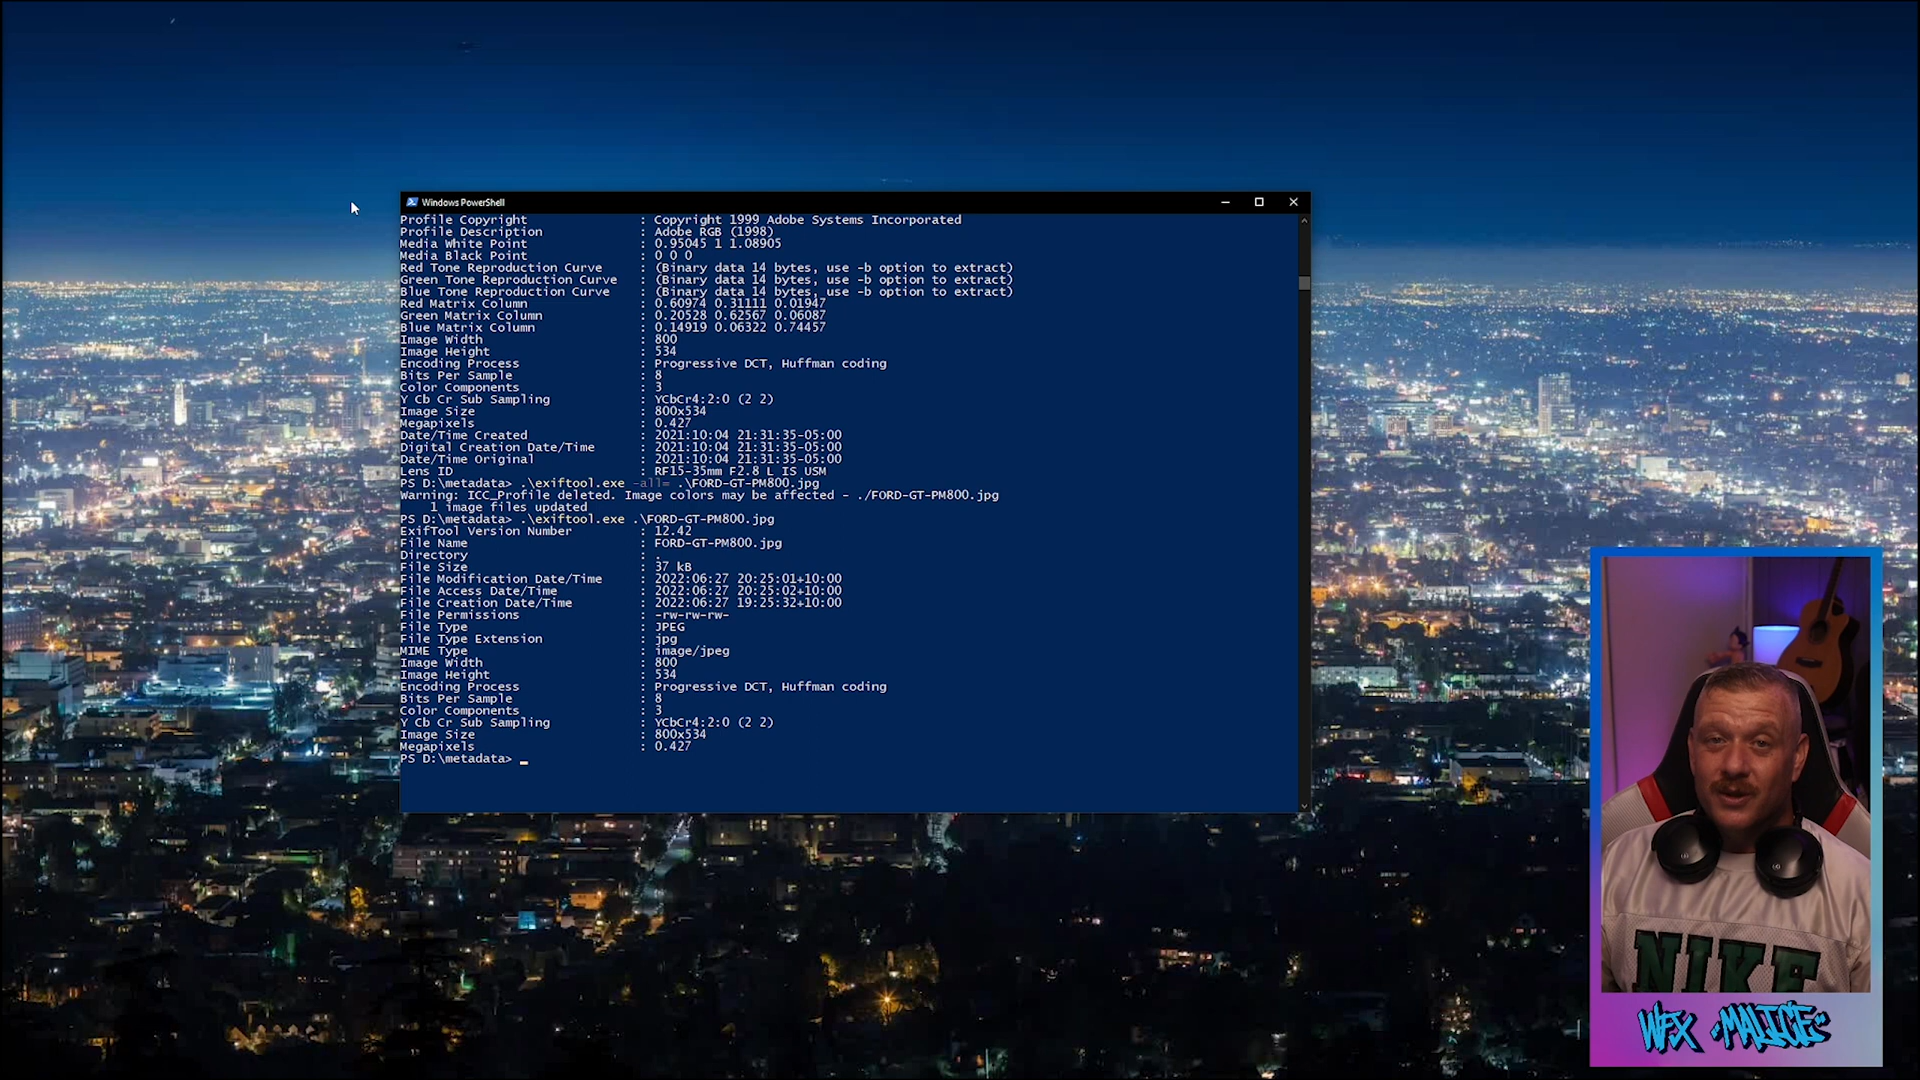 Windows PowerShell
Profile Copyright : Copyright 1999 Adobe Systems Incorporated
Profile Description : Adobe RGB (1998)
Media White Point : 0.95045 1 1.08905
Media Black Point : 0 0 0
Red Tone Reproduction Curve : (Binary data 14 bytes, use -b option to extract)
Green Tone Reproduction Curve : (Binary data 14 bytes, use -b option to extract)
Blue Tone Reproduction Curve : (Binary data 14 bytes, use -b option to extract)
Red Matrix Column : 0.60974 0.31111 0.01947
Green Matrix Column : 0.20528 0.62567 0.06087
Blue Matrix Column : 0.14919 0.06322 0.74457
Image Width : 800
Image Height : 534
Encoding Process : Progressive DCT, Huffman coding
Bits Per Sample : 8
Color Components : 3
Y Cb Cr Sub Sampling : YCbCr4:2:0 (2 2)
Image Size : 800x534
Megapixels : 0.427
Date/Time Created : 2021:10:04 21:31:35-05:00
Digital Creation Date/Time : 2021:10:04 21:31:35-05:00
Date/Time Original : 2021:10:04 21:31:35-05:00
Lens ID : RF15-35mm F2.8 L IS USM
PS D:\metadata> .\exiftool.exe -all= .\FORD-GT-PM800.jpg
Warning: ICC_Profile deleted. Image colors may be affected - ./FORD-GT-PM800.jpg
1 image files updated
PS D:\metadata> .\exiftool.exe .\FORD-GT-PM800.jpg
ExifTool Version Number : 12.42
File Name : FORD-GT-PM800.jpg
Directory : .
File Size : 37 kB
File Modification Date/Time : 2022:06:27 20:25:01+10:00
File Access Date/Time : 2022:06:27 20:25:02+10:00
File Creation Date/Time : 2022:06:27 19:25:32+10:00
File Permissions : -rw-rw-rw-
File Type : JPEG
File Type Extension : jpg
MIME Type : image/jpeg
Image Width : 800
Image Height : 534
Encoding Process : Progressive DCT, Huffman coding
Bits Per Sample : 8
Color Components : 3
Y Cb Cr Sub Sampling : YCbCr4:2:0 (2 2)
Image Size : 800x534
Megapixels : 0.427
PS D:\metadata> _
NIKE
WFX MALICE